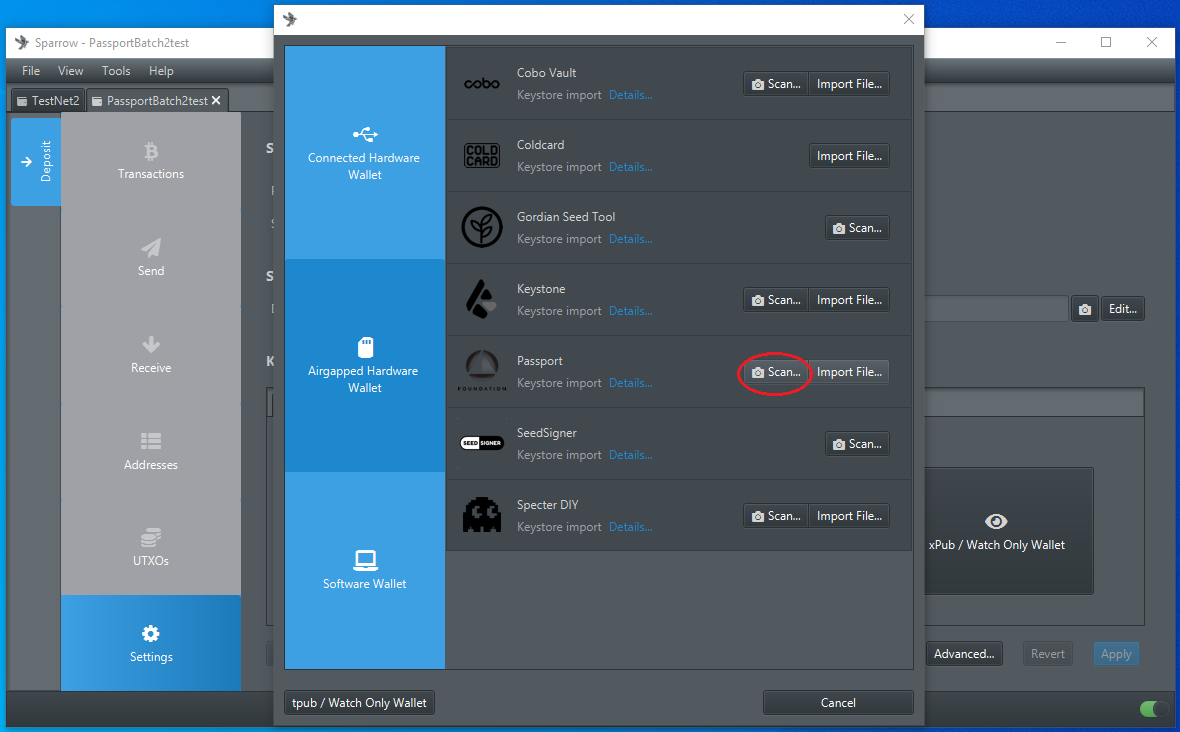 Sparrow - PassportBatch2test
File View Tools Help
TestNet2 PassportBatch2test
Deposit
Transactions
Send
Receive
Addresses
UTXOs
Settings
Connected Hardware
Wallet
Airgapped Hardware
Wallet
Software Wallet
cobo
Cobo Vault
Keystore import Details...
Scan... Import File...
COLD
CARD
Coldcard
Keystore import Details...
Import File...
Gordian Seed Tool
Keystore import Details...
Scan...
Keystone
Keystore import Details...
Scan... Import File...
FOUNDATION
Passport
Keystore import Details...
Scan... Import File...
SEED SIGNER
SeedSigner
Keystore import Details...
Scan...
Specter DIY
Keystore import Details...
Scan... Import File...
tpub / Watch Only Wallet
Cancel
S
S
K
Edit...
xPub / Watch Only Wallet
Advanced... Revert Apply